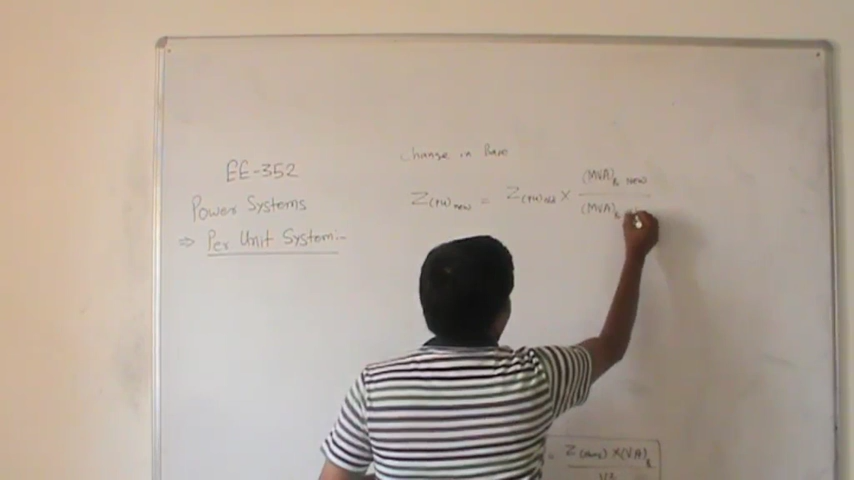 EE-352
Power Systems
⇒ Per Unit System:-
Change in Base
Z(PU)new = Z(PU)old × (MVA)B New
(MVA)B
= Z(ohms) × (VA)B